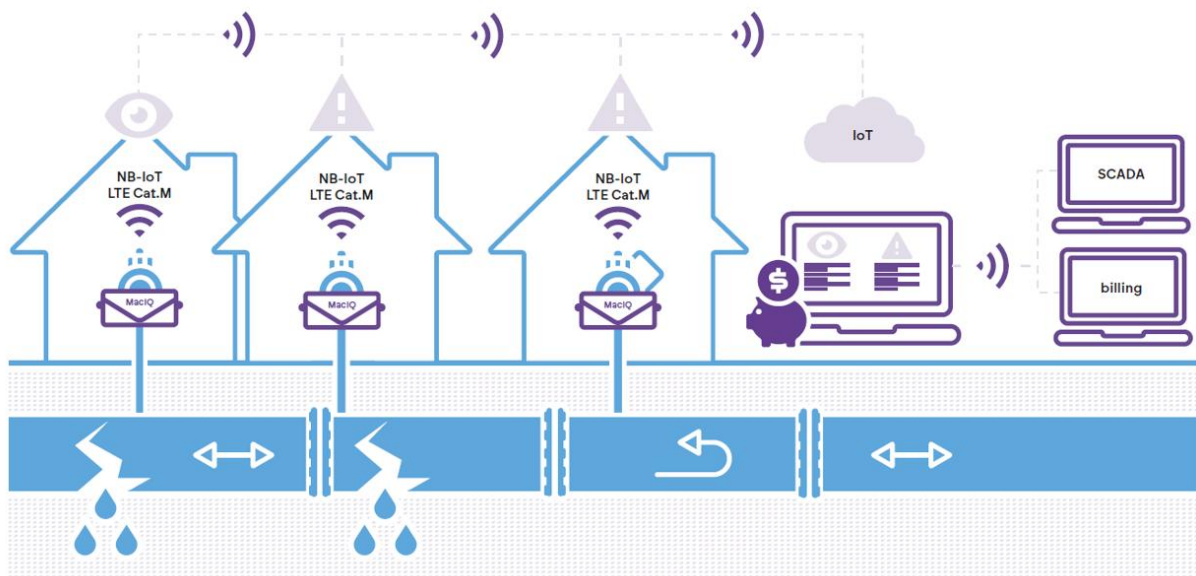 NB-IoT
LTE Cat.M
MacIQ
NB-IoT
LTE Cat.M
MacIQ
NB-IoT
LTE Cat.M
MacIQ
IoT
$
SCADA
billing